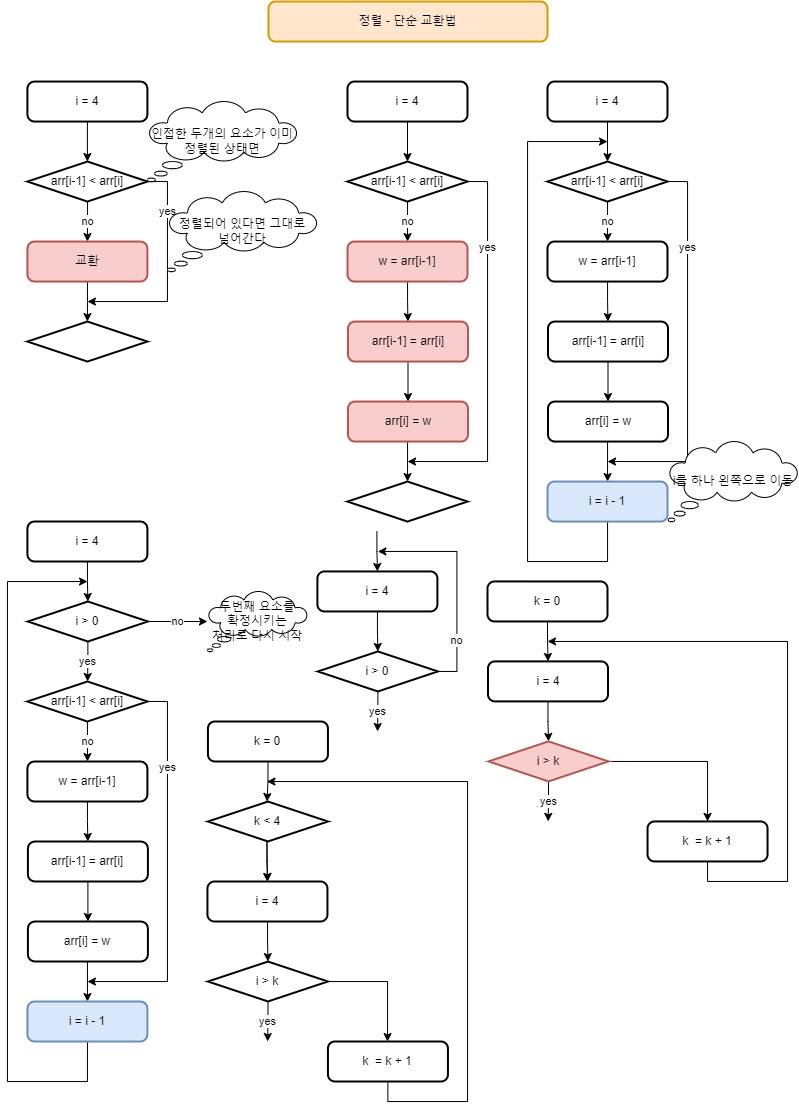 정렬 - 단순 교환법
i = 4
인접한 두개의 요소가 이미
정렬된 상태면
arr[i-1] < arr[i]
yes
no
정렬되어 있다면 그대로
넘어간다
교환
i = 4
arr[i-1] < arr[i]
no
yes
w = arr[i-1]
arr[i-1] = arr[i]
arr[i] = w
i = 4
arr[i-1] < arr[i]
no
yes
w = arr[i-1]
arr[i-1] = arr[i]
arr[i] = w
i를 하나 왼쪽으로 이동
i = i - 1
i = 4
i > 0
no
두번째 요소를
확정시키는
처리로 다시 시작
yes
arr[i-1] < arr[i]
no
yes
w = arr[i-1]
arr[i-1] = arr[i]
arr[i] = w
i = i - 1
i = 4
no
i > 0
yes
k = 0
k < 4
i = 4
i > k
yes
k = k + 1
k = 0
i = 4
i > k
yes
k = k + 1